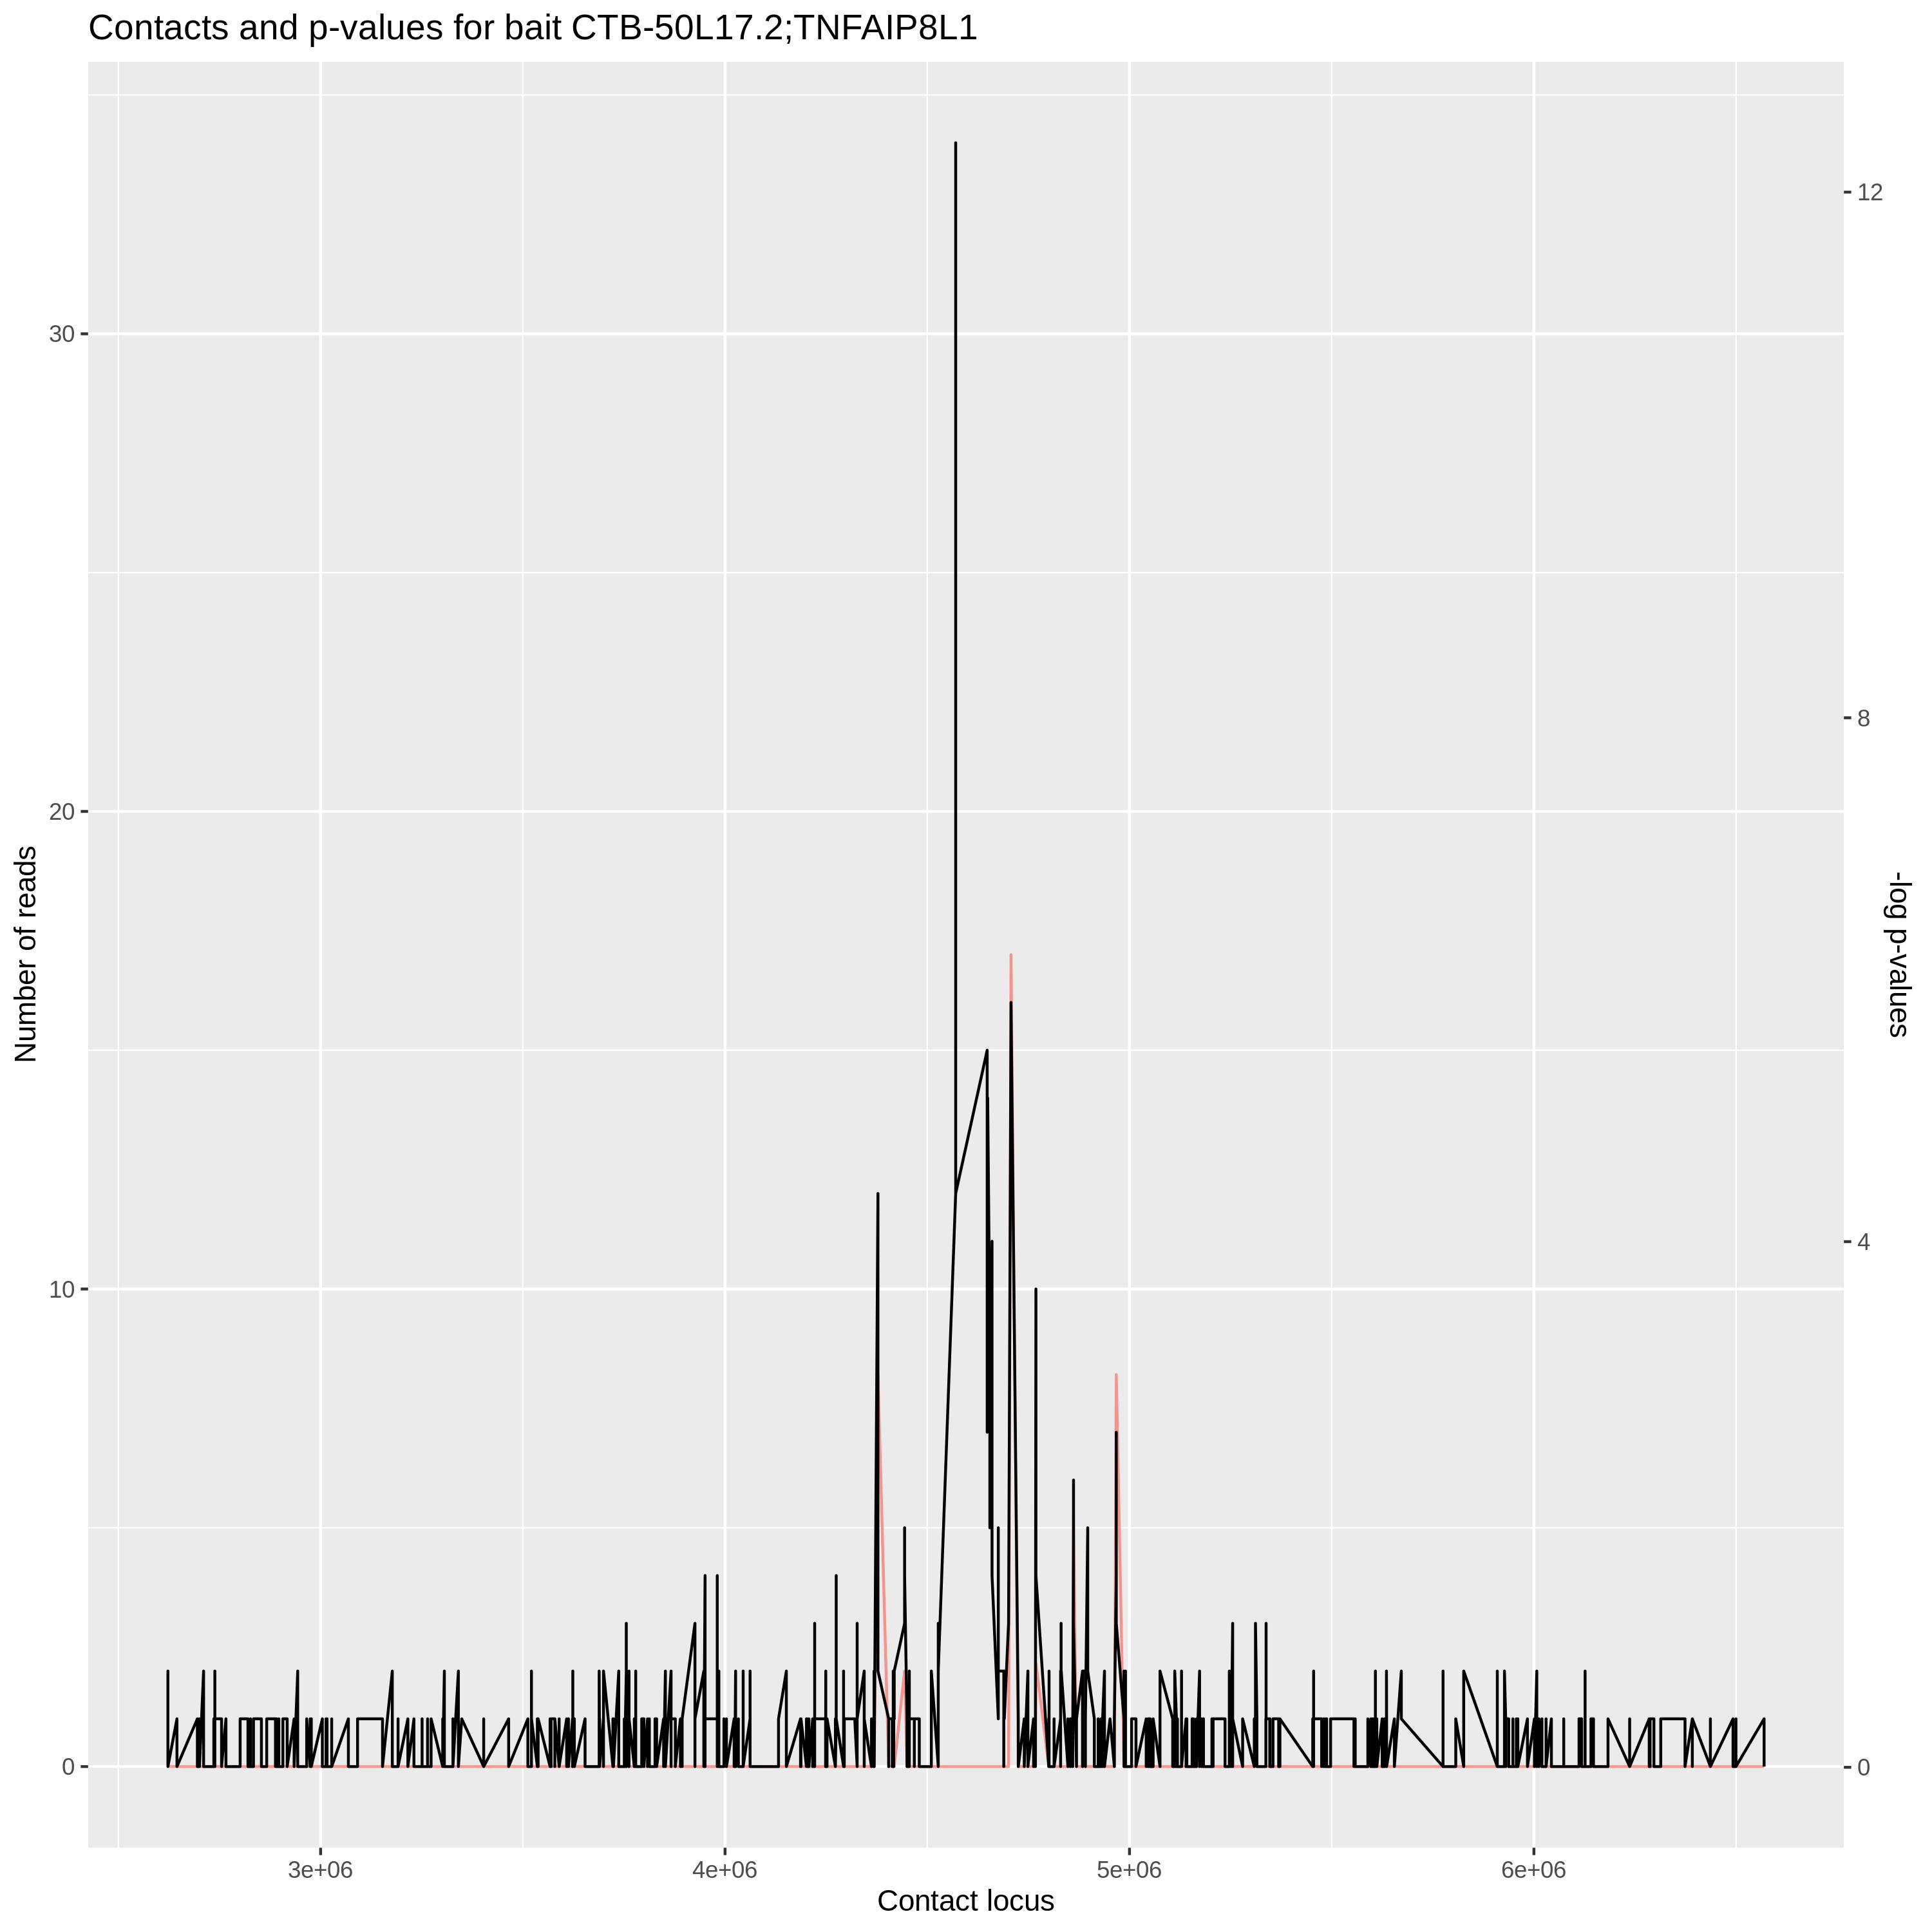 Contacts and p-values for bait CTB-50L17.2;TNFAIP8L1
30
20
10
0
Number of reads
12
8
4
0
-log p-values
3e+06
4e+06
5e+06
6e+06
Contact locus